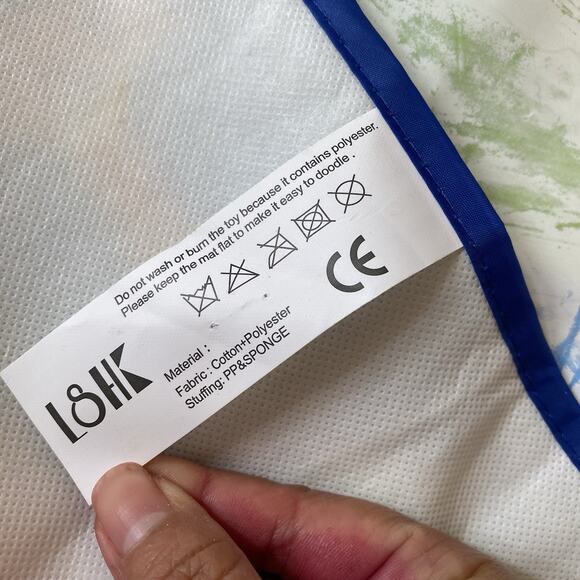 Do not wash or burn the toy because it contains polyester.
Please keep the mat flat to make it easy to doodle .
CE
LSHK
Material :
Fabric : Cotton+Polyester
Stuffing: PP&SPONGE